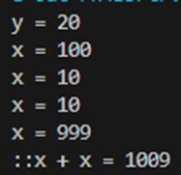 y = 20
x = 100
x = 10
x = 10
x = 999
::x + x = 1009